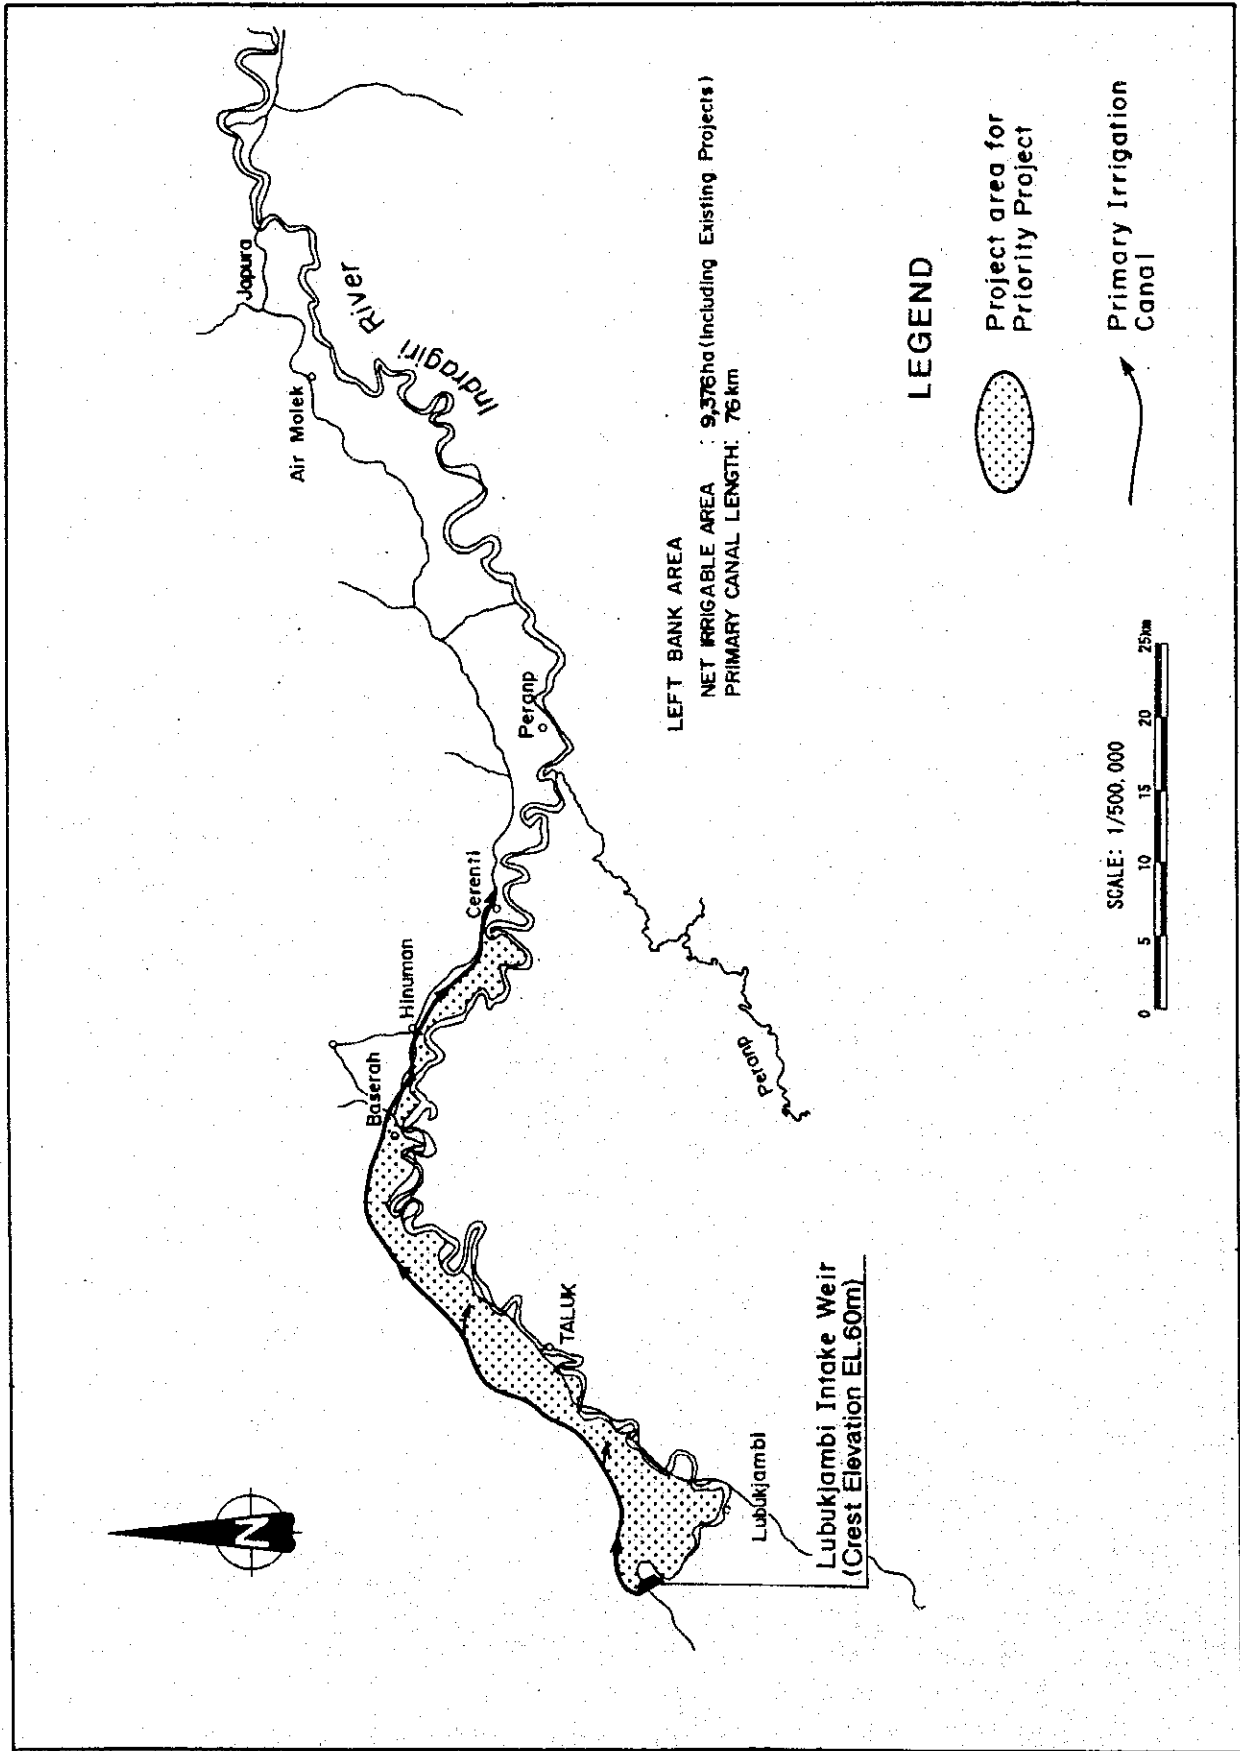 N
Japura
Air Molek
Indragiri River
Peranp
Cerenti
Hinuman
Baserah
TALUK
Lubukjambi
Peranp
Lubukjambi Intake Weir
(Crest Elevation EL.60m)
LEFT BANK AREA
NET IRRIGABLE AREA : 9,376ha (Including Existing Projects)
PRIMARY CANAL LENGTH: 76km
LEGEND
Project area for
Priority Project
Primary Irrigation
Canal
SCALE: 1/500,000
0 5 10 15 20 25km